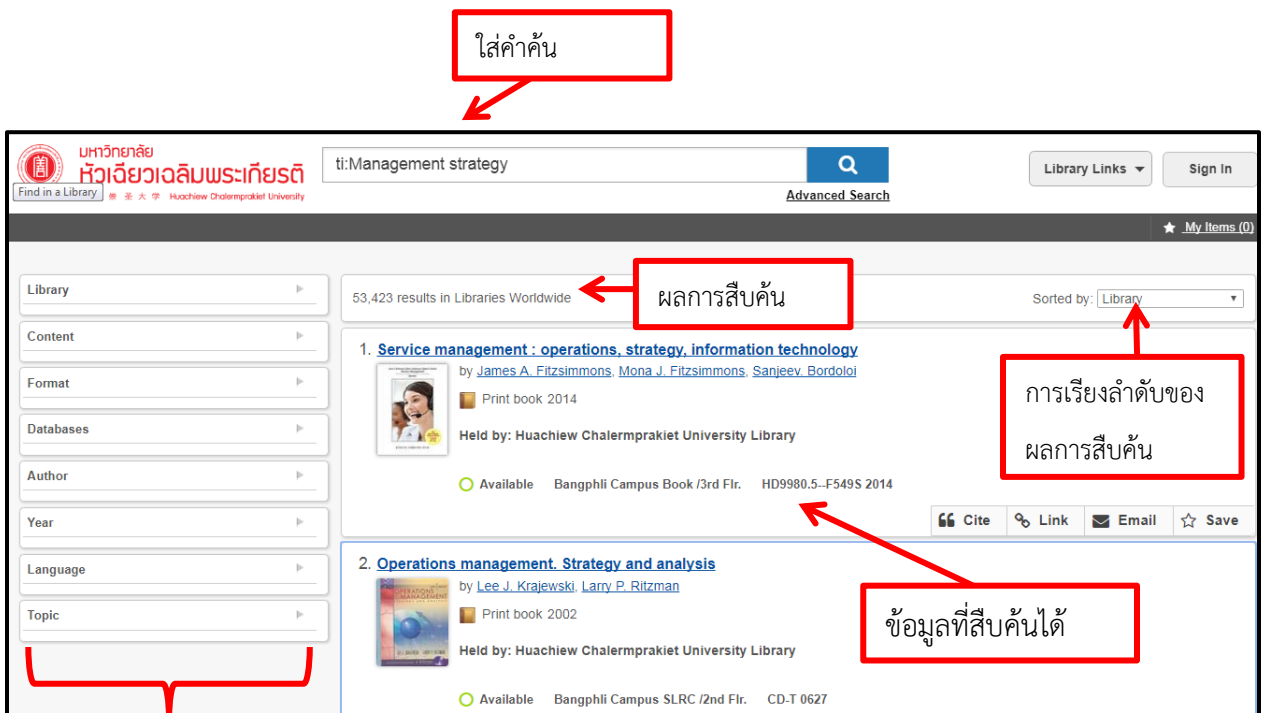 ใส่คำค้น
มหาวิทยาลัย
หัวเฉียวเฉลิมพระเกียรติ
Find in a Library
圣 大 学 Huachiew Chalermprakiet University
ti:Management strategy
Advanced Search
Library Links
Sign In
My Items (0)
Library
Content
Format
Databases
Author
Year
Language
Topic
53,423 results in Libraries Worldwide
ผลการสืบค้น
Sorted by: Library
การเรียงลำดับของ
ผลการสืบค้น
1. Service management : operations, strategy, information technology
by James A. Fitzsimmons, Mona J. Fitzsimmons, Sanjeev. Bordoloi
Print book 2014
Held by: Huachiew Chalermprakiet University Library
Available Bangphli Campus Book /3rd Flr. HD9980.5--F549S 2014
Cite Link Email Save
2. Operations management. Strategy and analysis
by Lee J. Krajewski, Larry P. Ritzman
Print book 2002
Held by: Huachiew Chalermprakiet University Library
Available Bangphli Campus SLRC /2nd Flr. CD-T 0627
ข้อมูลที่สืบค้นได้